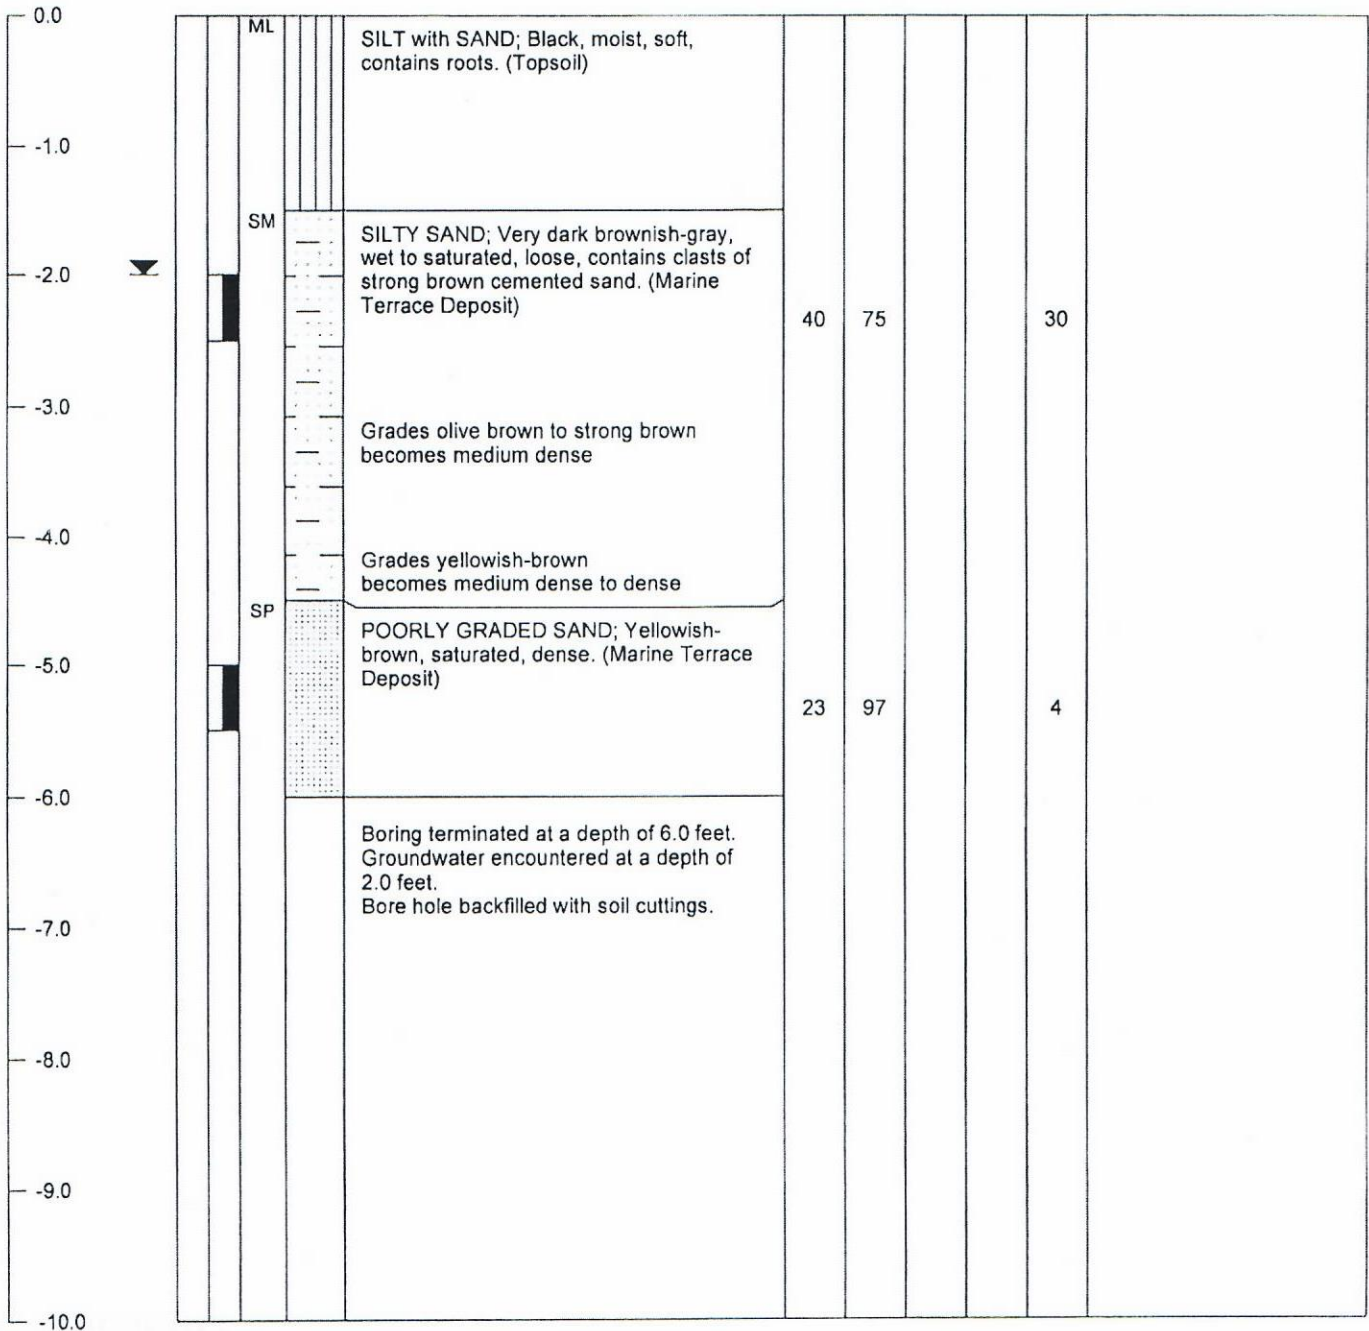 0.0
ML
SILT with SAND; Black, moist, soft,
contains roots. (Topsoil)
-1.0
SM
SILTY SAND; Very dark brownish-gray,
wet to saturated, loose, contains clasts of
strong brown cemented sand. (Marine
Terrace Deposit)
-2.0
40 75 30
-3.0
Grades olive brown to strong brown
becomes medium dense
-4.0
Grades yellowish-brown
becomes medium dense to dense
SP
POORLY GRADED SAND; Yellowish-
brown, saturated, dense. (Marine Terrace
Deposit)
-5.0
23 97 4
-6.0
Boring terminated at a depth of 6.0 feet.
Groundwater encountered at a depth of
2.0 feet.
Bore hole backfilled with soil cuttings.
-7.0
-8.0
-9.0
-10.0